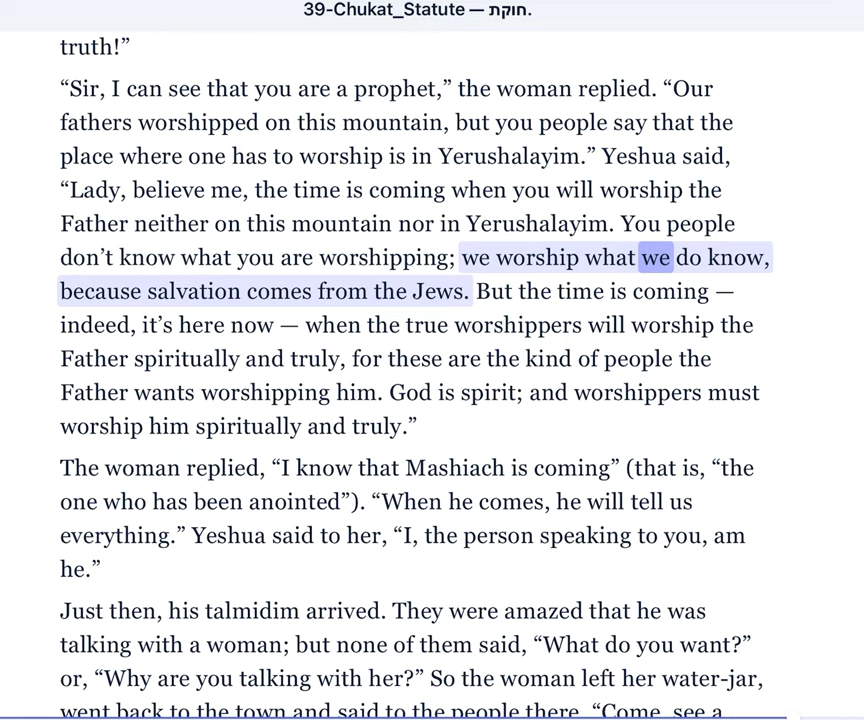 39-Chukat_Statute — חוקת.
truth!”
“Sir, I can see that you are a prophet,” the woman replied. “Our
fathers worshipped on this mountain, but you people say that the
place where one has to worship is in Yerushalayim.” Yeshua said,
“Lady, believe me, the time is coming when you will worship the
Father neither on this mountain nor in Yerushalayim. You people
don’t know what you are worshipping; we worship what we do know,
because salvation comes from the Jews. But the time is coming —
indeed, it’s here now — when the true worshippers will worship the
Father spiritually and truly, for these are the kind of people the
Father wants worshipping him. God is spirit; and worshippers must
worship him spiritually and truly.”
The woman replied, “I know that Mashiach is coming” (that is, “the
one who has been anointed”). “When he comes, he will tell us
everything.” Yeshua said to her, “I, the person speaking to you, am
he.”
Just then, his talmidim arrived. They were amazed that he was
talking with a woman; but none of them said, “What do you want?”
or, “Why are you talking with her?” So the woman left her water-jar,
went back to the town and said to the people there, “Come, see a